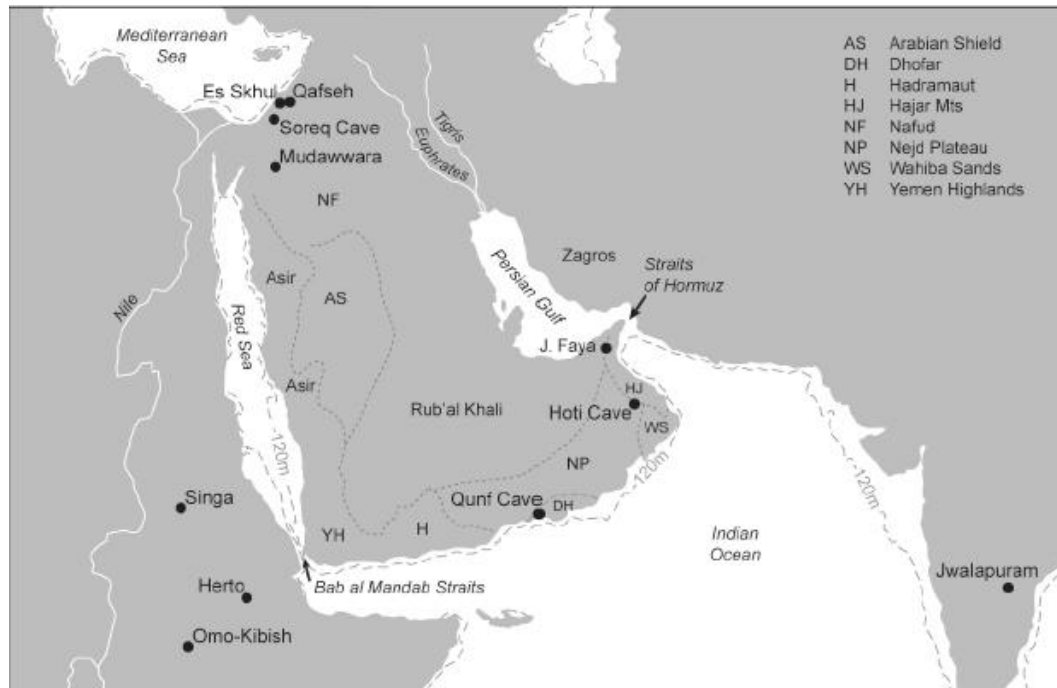 Mediterranean
Sea
Es Skhul
Qafseh
Soreq Cave
Mudawwara
Tigris
Euphrates
AS Arabian Shield
DH Dhofar
H Hadramaut
HJ Hajar Mts
NF Nafud
NP Nejd Plateau
WS Wahiba Sands
YH Yemen Highlands
NF
Zagros
Straits
of Hormuz
Persian Gulf
Asir
AS
Nile
Red Sea
J. Faya
Asir
Rub'al Khali
HJ
Hoti Cave
WS
-120m
-120m
-120m
NP
Singa
Qunf Cave
DH
YH
H
Indian
Ocean
Jwalapuram
Herto
Bab al Mandab Straits
Omo-Kibish